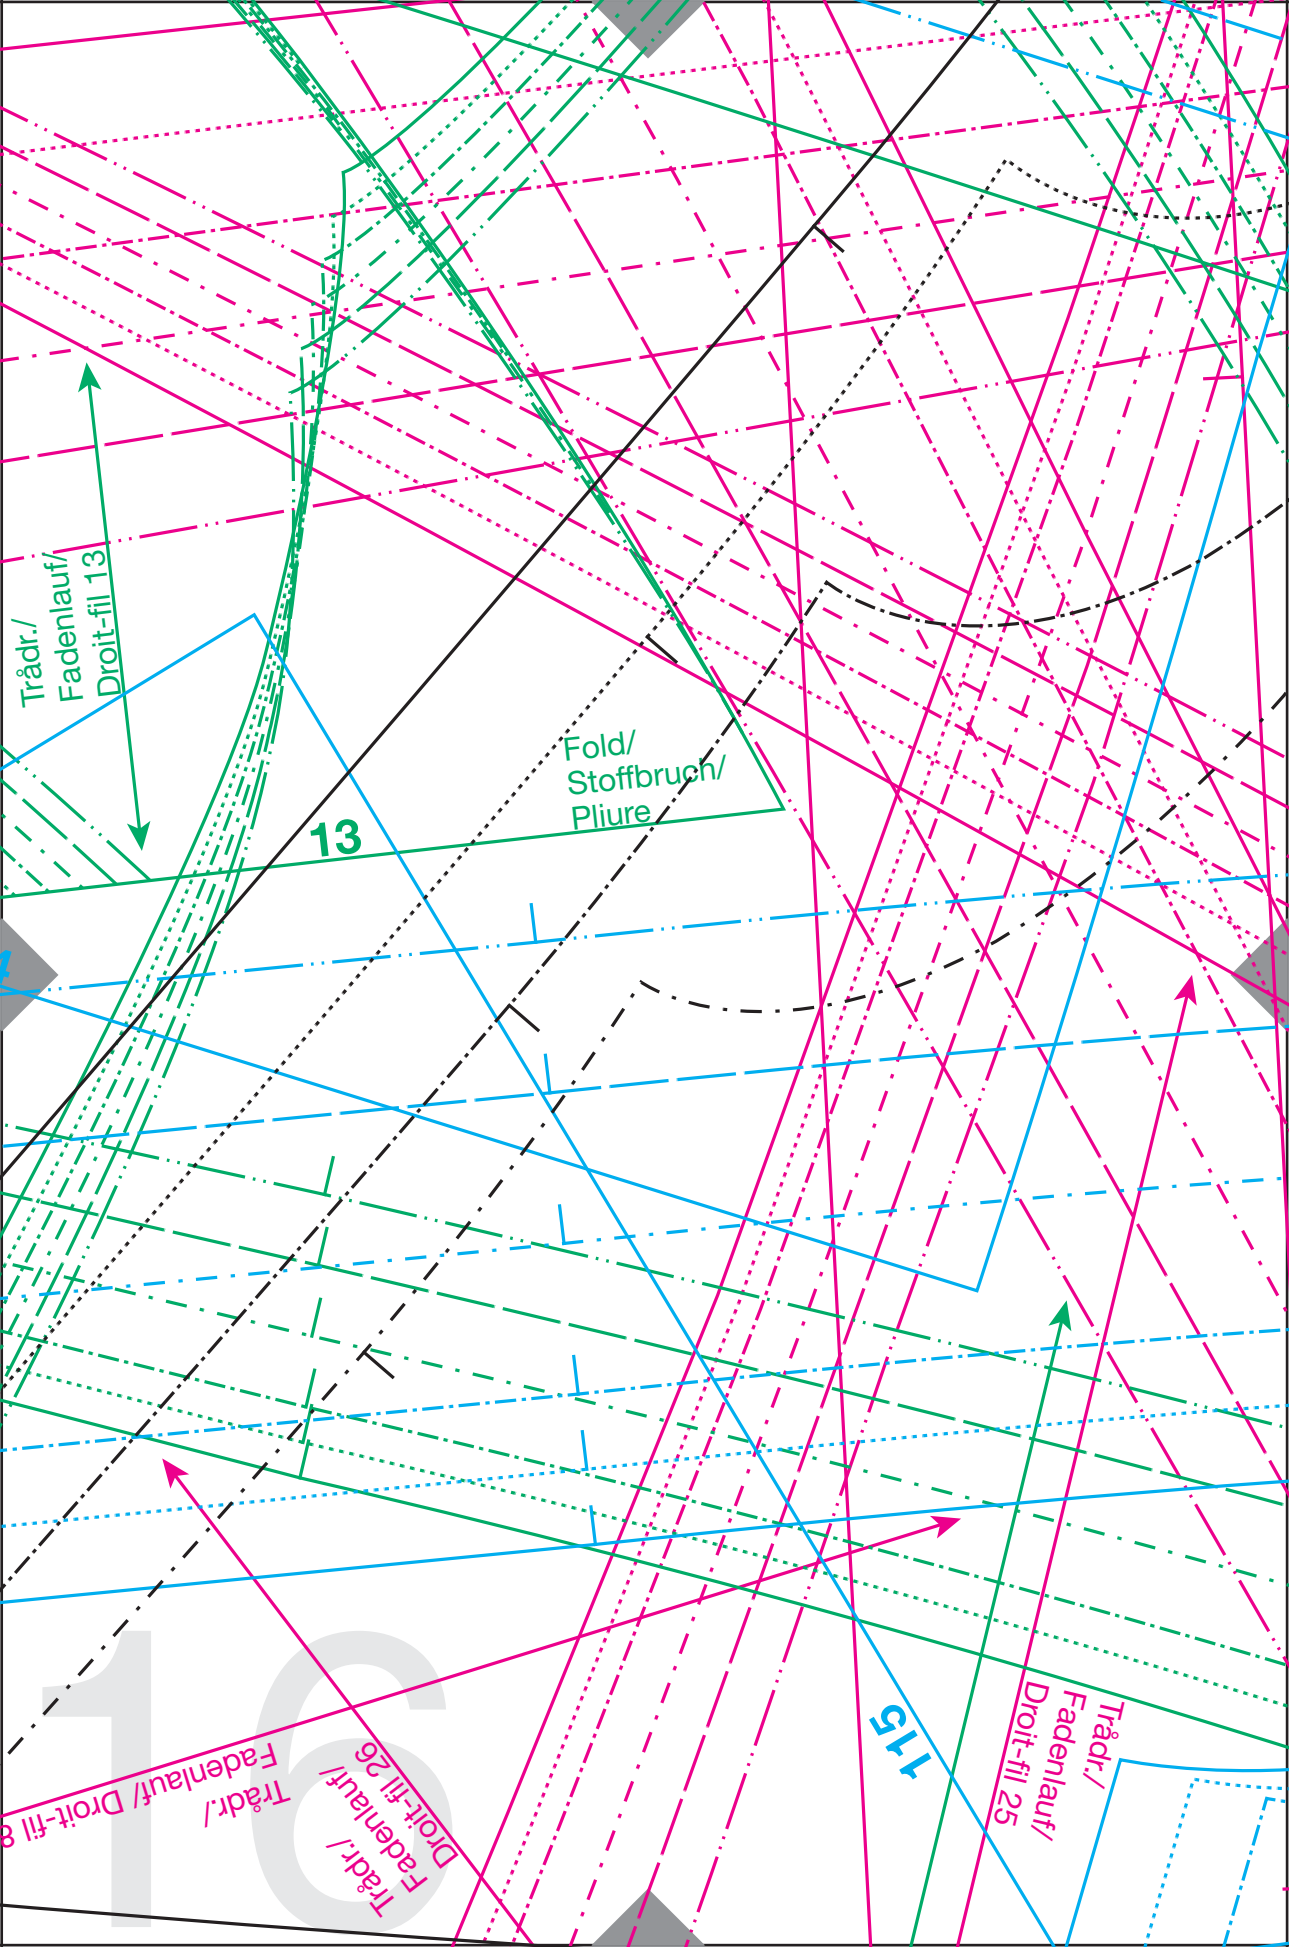 Trådr./
Fadenlauf/
Droit-fil 13
Fold/
Stoffbruch/
Pliure
13
16
Trådr./
Fadenlauf/ Droit-fil 8
Trådr./
Fadenlauf/
Droit-fil 26
115
Trådr./
Fadenlauf/
Droit-fil 25